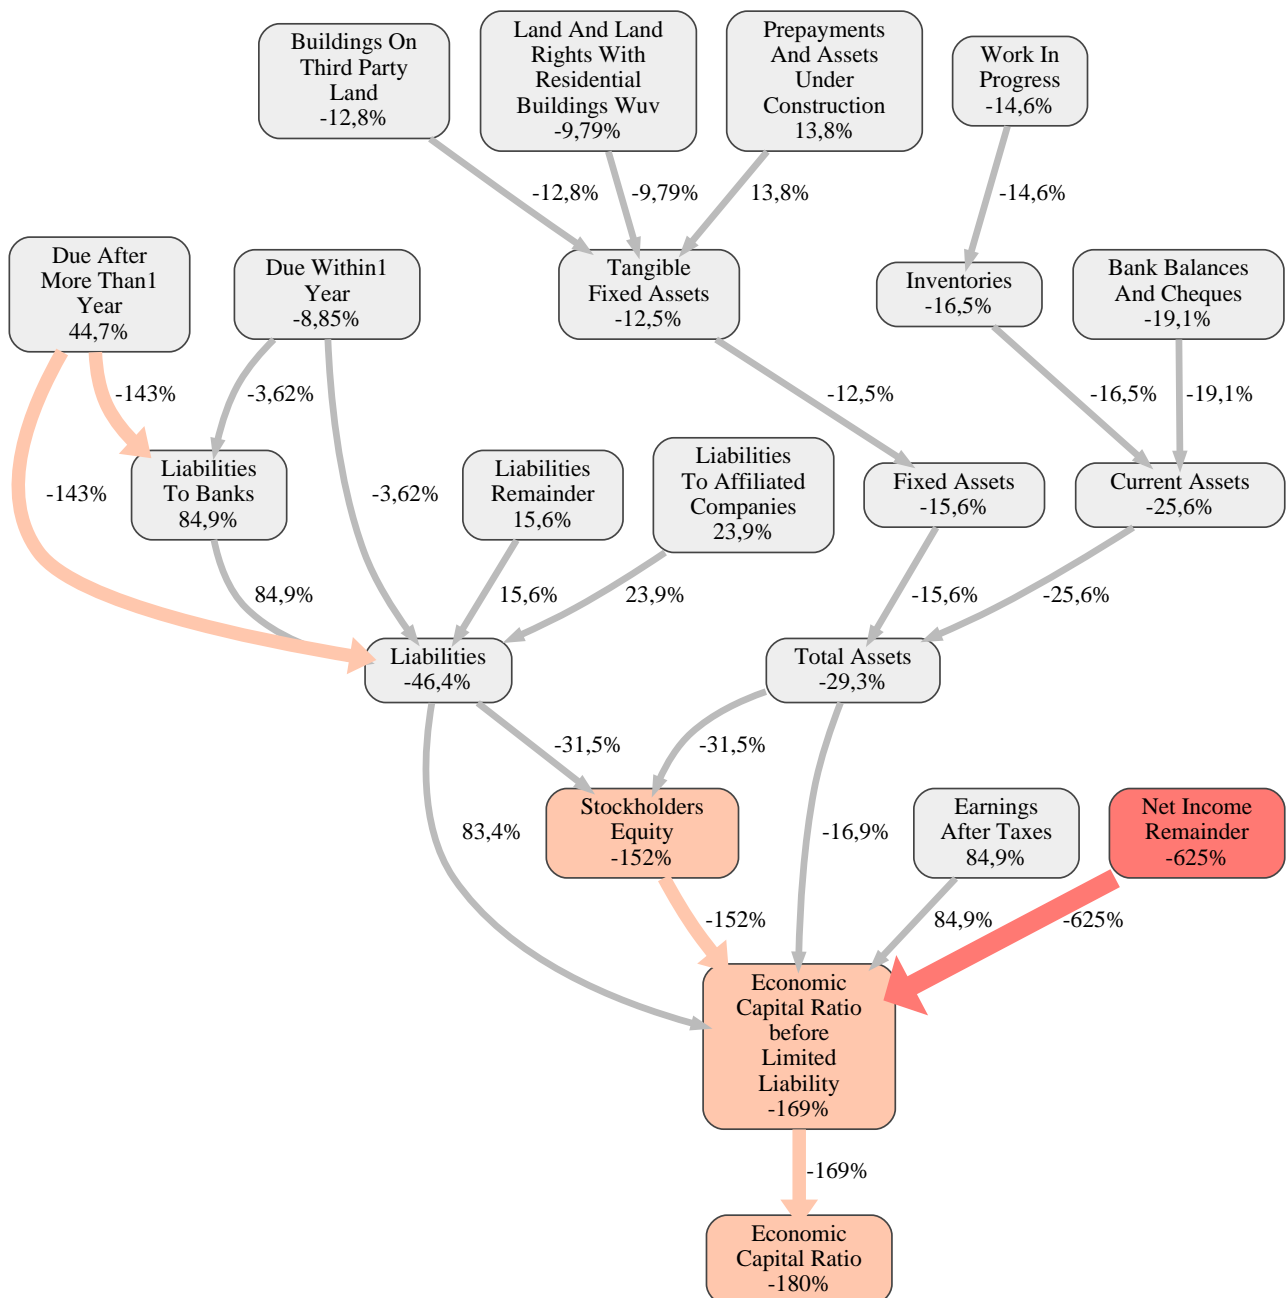 Buildings On
Third Party
Land
-12,8%
Land And Land
Rights With
Residential
Buildings Wuv
-9,79%
Prepayments
And Assets
Under
Construction
13,8%
Work In
Progress
-14,6%
-12,8%
-9,79%
13,8%
-14,6%
Due After
More Than1
Year
44,7%
Due Within1
Year
-8,85%
Tangible
Fixed Assets
-12,5%
Inventories
-16,5%
Bank Balances
And Cheques
-19,1%
-143%
-3,62%
-12,5%
-16,5%
-19,1%
-143%
Liabilities
To Banks
84,9%
-3,62%
Liabilities
Remainder
15,6%
Liabilities
To Affiliated
Companies
23,9%
Fixed Assets
-15,6%
Current Assets
-25,6%
84,9%
15,6%
23,9%
-15,6%
-25,6%
Liabilities
-46,4%
Total Assets
-29,3%
-31,5%
-31,5%
83,4%
Stockholders
Equity
-152%
-16,9%
Earnings
After Taxes
84,9%
Net Income
Remainder
-625%
-152%
84,9%
-625%
Economic
Capital Ratio
before
Limited
Liability
-169%
-169%
Economic
Capital Ratio
-180%